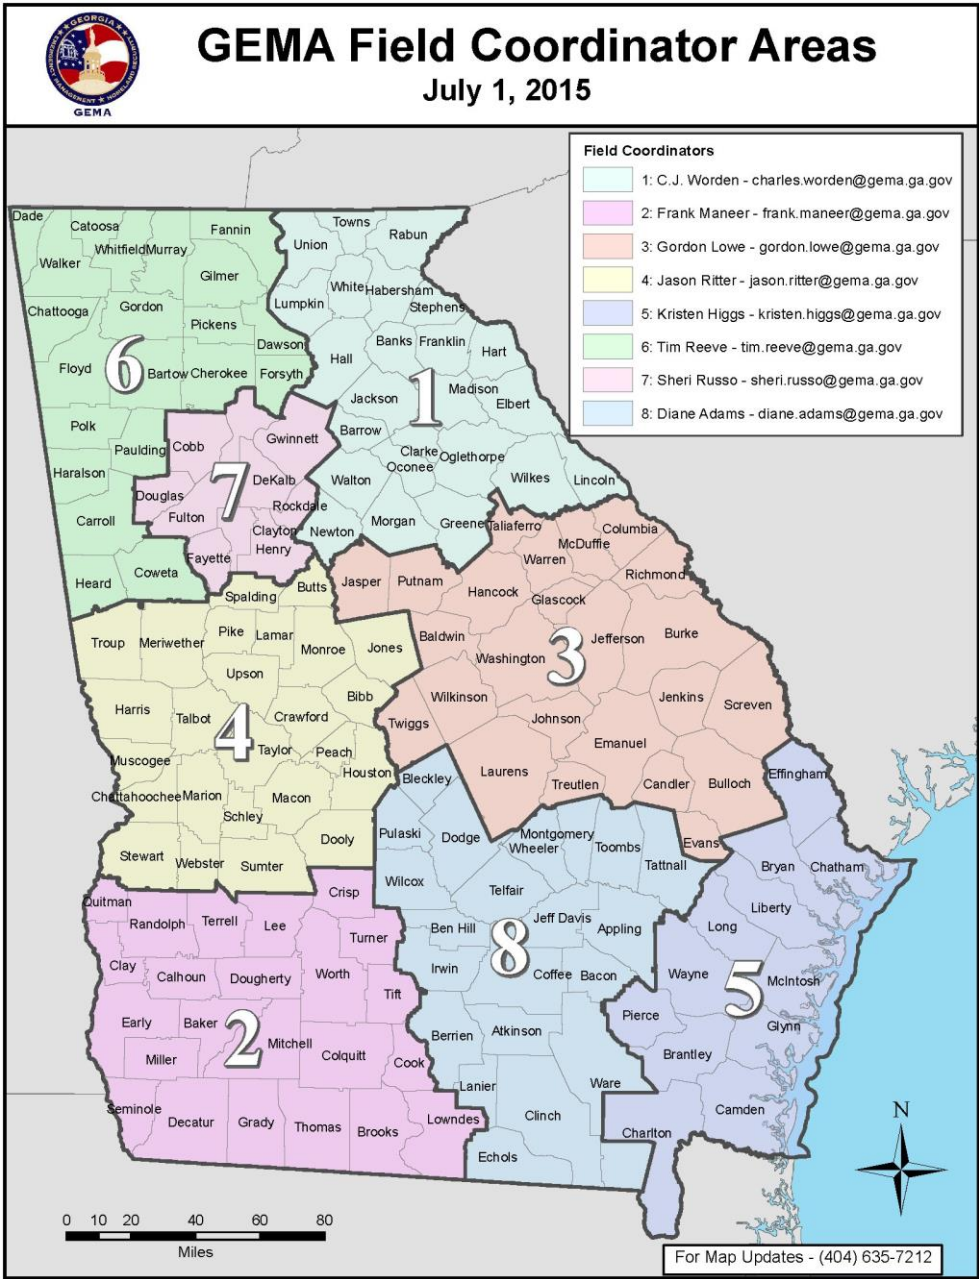 GEORGIA
EMERGENCY MANAGEMENT ★ HOMELAND SECURITY
GEMA
GEMA Field Coordinator Areas
July 1, 2015
Field Coordinators
1: C.J. Worden - charles.worden@gema.ga.gov
2: Frank Maneer - frank.maneer@gema.ga.gov
3: Gordon Lowe - gordon.lowe@gema.ga.gov
4: Jason Ritter - jason.ritter@gema.ga.gov
5: Kristen Higgs - kristen.higgs@gema.ga.gov
6: Tim Reeve - tim.reeve@gema.ga.gov
7: Sheri Russo - sheri.russo@gema.ga.gov
8: Diane Adams - diane.adams@gema.ga.gov
Dade
Catoosa
Whitfield
Murray
Fannin
Walker
Gilmer
Chattooga
Gordon
Pickens
Dawson
Floyd
6
Bartow
Cherokee
Forsyth
Polk
Paulding
Haralson
Carroll
Heard
Coweta
Towns
Union
Rabun
White
Habersham
Lumpkin
Stephens
Banks
Franklin
Hart
Hall
Jackson
1
Madison
Elbert
Barrow
Clarke
Oconee
Oglethorpe
Walton
Wilkes
Lincoln
Newton
Morgan
Greene
Cobb
Gwinnett
7
DeKalb
Douglas
Fulton
Rockdale
Clayton
Henry
Fayette
Taliaferro
Columbia
McDuffie
Warren
Richmond
Jasper
Putnam
Hancock
Glascock
Baldwin
Washington
3
Jefferson
Burke
Wilkinson
Jenkins
Screven
Twiggs
Johnson
Emanuel
Laurens
Treutlen
Candler
Bulloch
Evans
Spalding
Butts
Troup
Meriwether
Pike
Lamar
Monroe
Jones
Upson
Harris
Talbot
Crawford
Bibb
4
Taylor
Peach
Muscogee
Houston
Chattahoochee
Marion
Macon
Schley
Dooly
Stewart
Webster
Sumter
Quitman
Randolph
Terrell
Lee
Crisp
Turner
Clay
Calhoun
Dougherty
Worth
Tift
Early
Baker
2
Mitchell
Miller
Colquitt
Cook
Seminole
Decatur
Grady
Thomas
Brooks
Lowndes
Bleckley
Pulaski
Dodge
Montgomery
Wheeler
Toombs
Tattnall
Wilcox
Telfair
Ben Hill
Jeff Davis
Appling
8
Irwin
Coffee
Bacon
Berrien
Atkinson
Lanier
Ware
Clinch
Echols
Effingham
Bryan
Chatham
Liberty
Long
Wayne
5
McIntosh
Pierce
Glynn
Brantley
Camden
Charlton
N
0 10 20 40 60 80
Miles
For Map Updates - (404) 635-7212